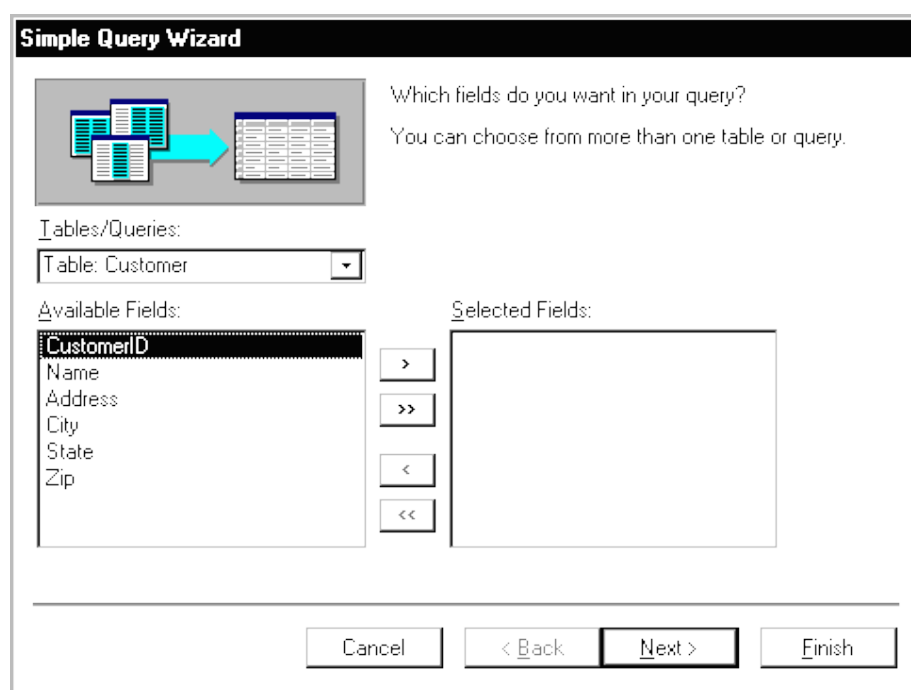 Simple Query Wizard
Which fields do you want in your query?
You can choose from more than one table or query.
Tables/Queries:
Table: Customer
Available Fields:
Selected Fields:
CustomerID
Name
Address
City
State
Zip
>
>>
<
<<
Cancel
< Back
Next >
Finish